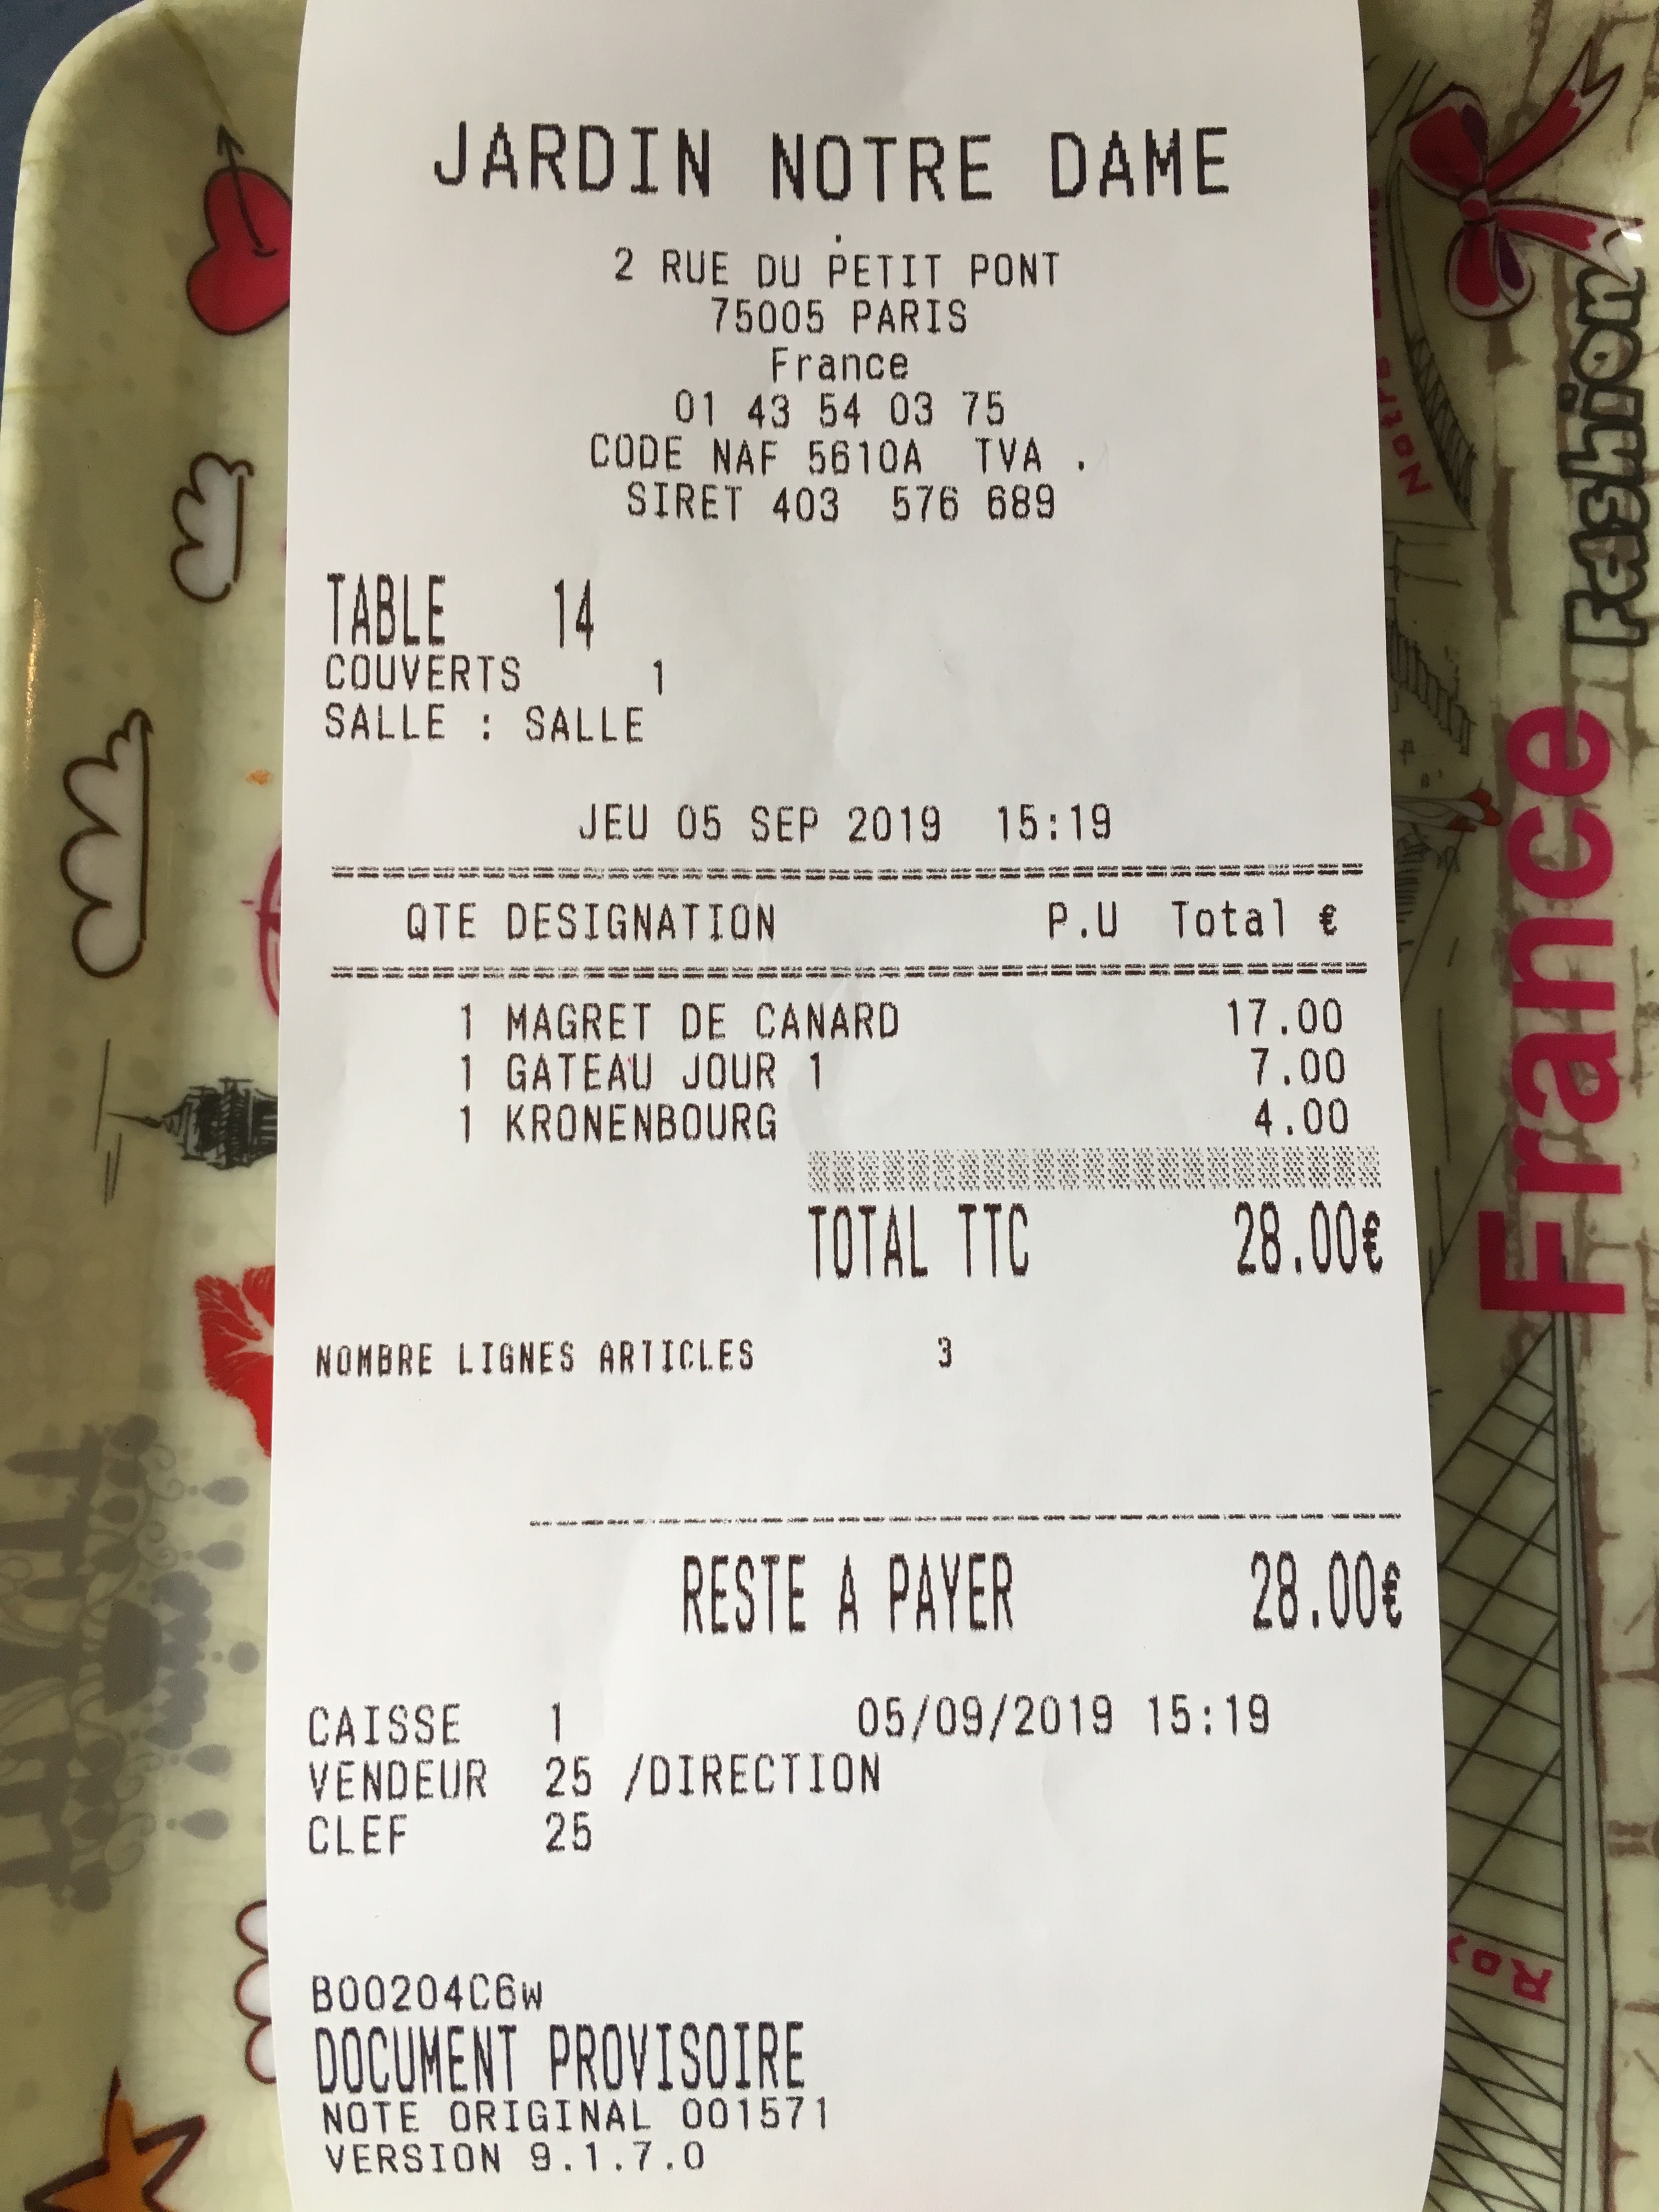 JARDIN NOTRE DAME
.
2 RUE DU PETIT PONT
75005 PARIS
France
01 43 54 03 75
CODE NAF 5610A TVA .
SIRET 403 576 689
TABLE 14
COUVERTS 1
SALLE : SALLE
JEU 05 SEP 2019 15:19
QTE DESIGNATION P.U Total €
1 MAGRET DE CANARD 17.00
1 GATEAU JOUR 1 7.00
1 KRONENBOURG 4.00
TOTAL TTC 28.00€
NOMBRE LIGNES ARTICLES 3
RESTE A PAYER 28.00€
CAISSE 1 05/09/2019 15:19
VENDEUR 25 /DIRECTION
CLEF 25
B00204C6w
DOCUMENT PROVISOIRE
NOTE ORIGINAL 001571
VERSION 9.1.7.0
France
Fashion